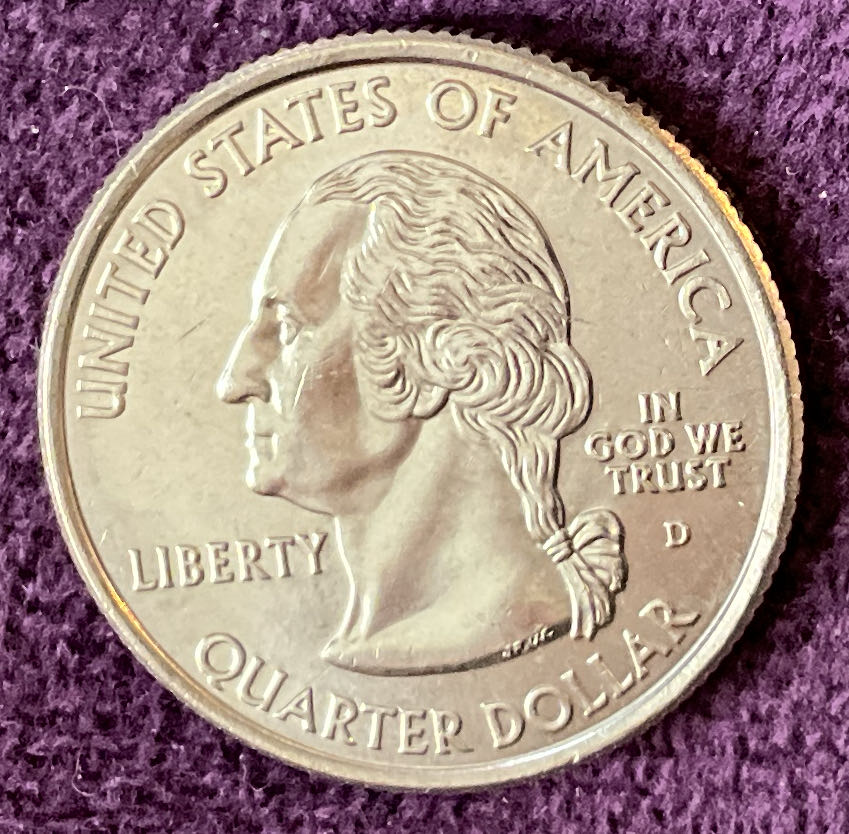 UNITED STATES OF AMERICA
IN
GOD WE
TRUST
D
LIBERTY
QUARTER DOLLAR